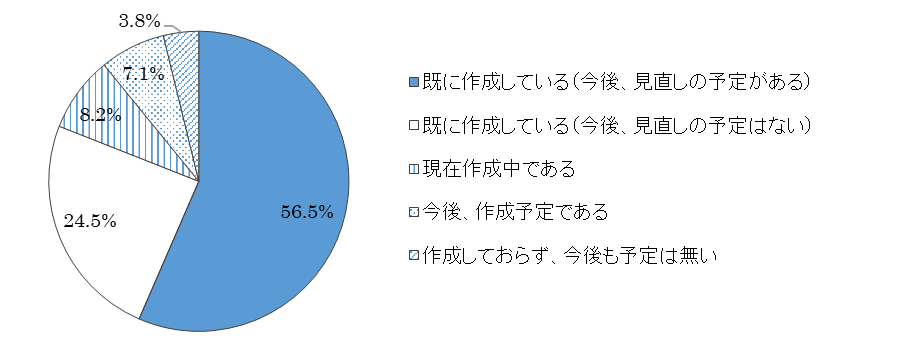 3.8%
7.1%
8.2%
24.5%
56.5%
既に作成している(今後、見直しの予定がある)
既に作成している(今後、見直しの予定はない)
現在作成中である
今後、作成予定である
作成しておらず、今後も予定は無い